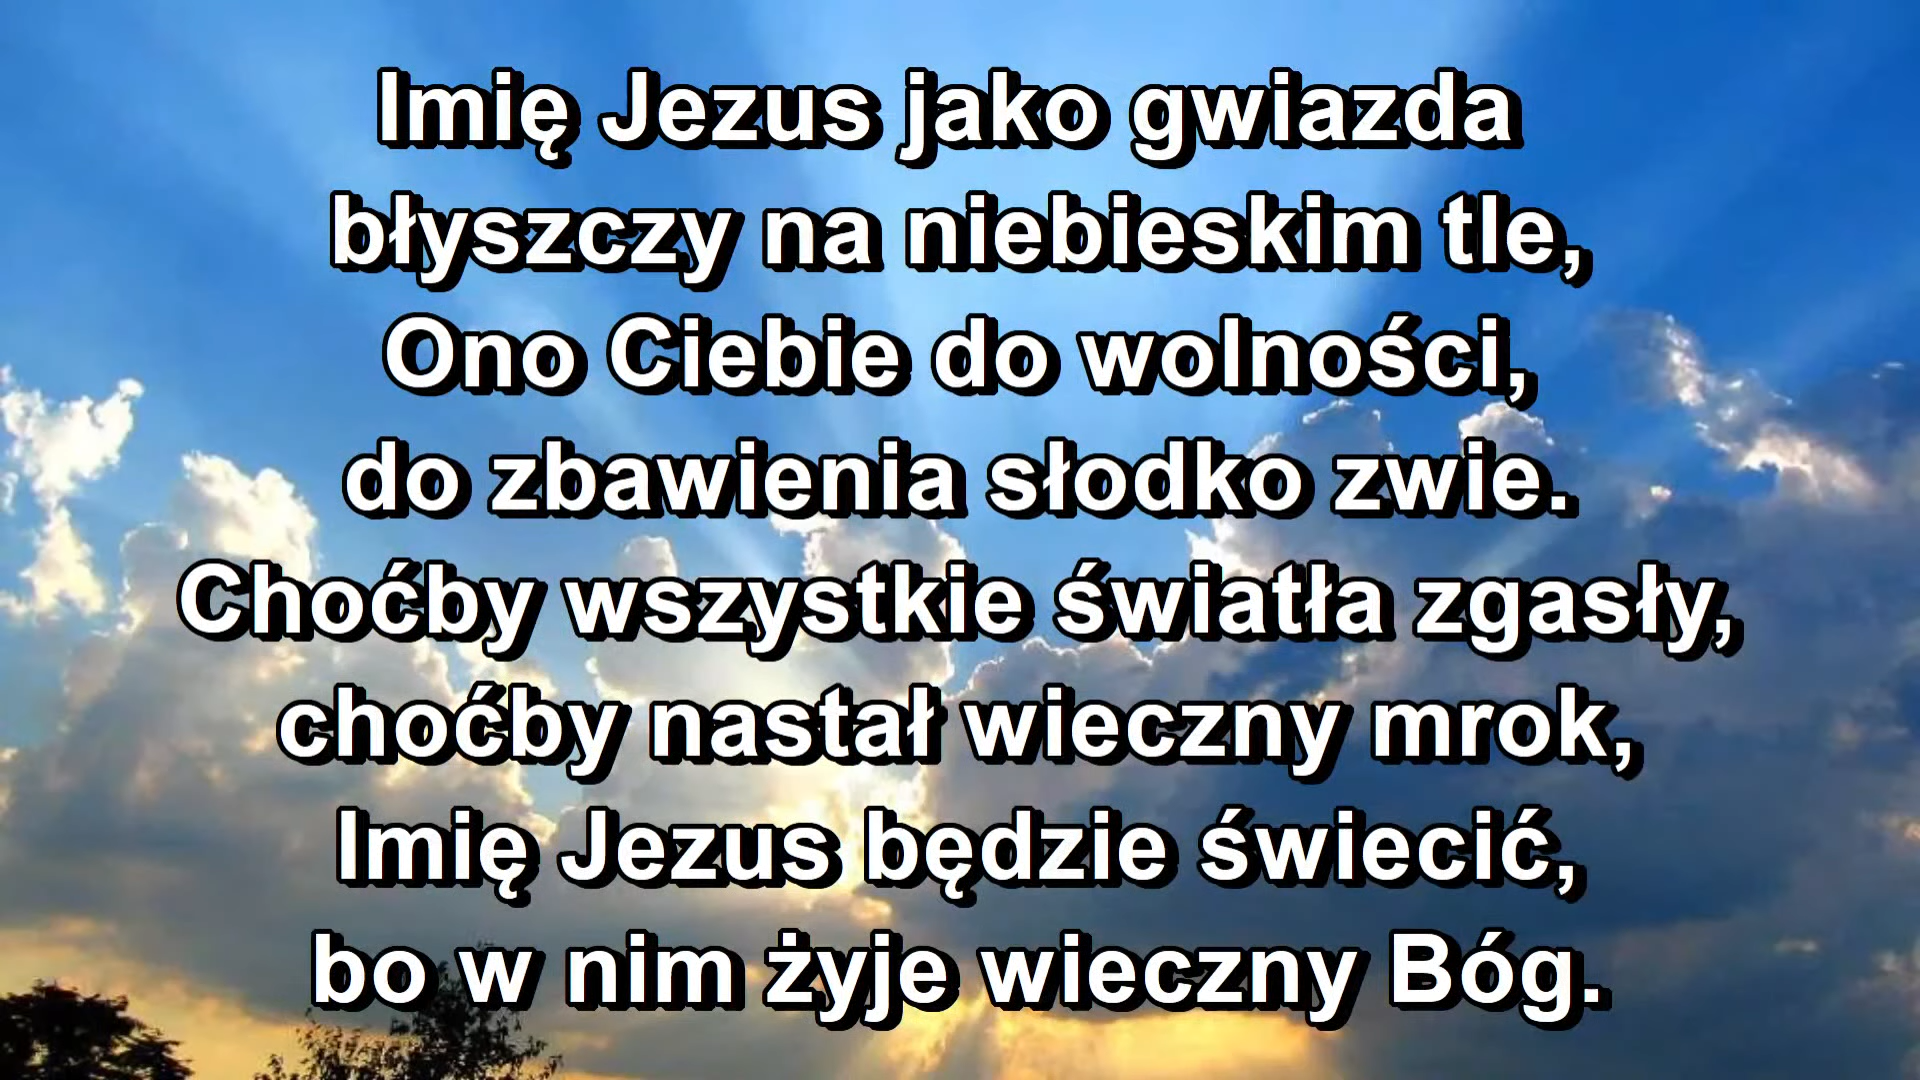 Imię Jezus jako gwiazda
błyszczy na niebieskim tle,
Ono Ciebie do wolności,
do zbawienia słodko zwie.
Choćby wszystkie światła zgasły,
choćby nastał wieczny mrok,
Imię Jezus będzie świecić,
bo w nim żyje wieczny Bóg.